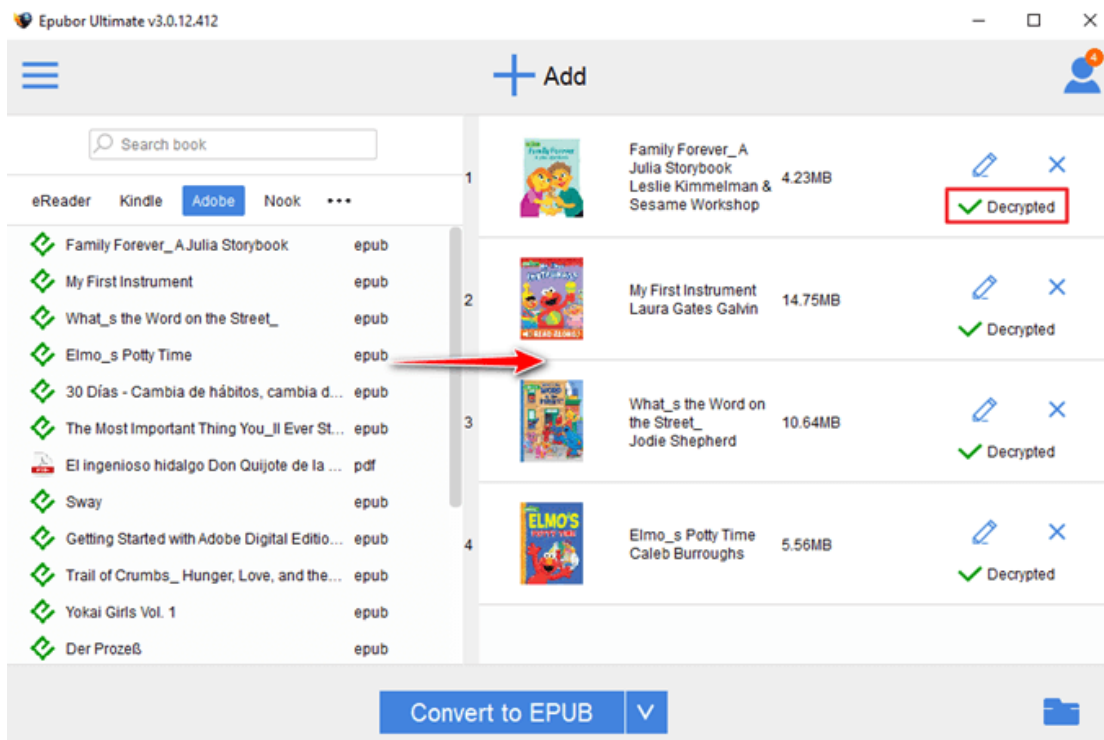 Epubor Ultimate v3.0.12.412
Add
4
Search book
eReader Kindle Adobe Nook •••
Family Forever_ A Julia Storybook epub
My First Instrument epub
What_s the Word on the Street_ epub
Elmo_s Potty Time epub
30 Días - Cambia de hábitos, cambia d... epub
The Most Important Thing You_ll Ever St... epub
El ingenioso hidalgo Don Quijote de la ... pdf
Sway epub
Getting Started with Adobe Digital Editio... epub
Trail of Crumbs_ Hunger, Love, and the... epub
Yokai Girls Vol. 1 epub
Der Prozeß epub
1
Family Forever_A
Julia Storybook
Leslie Kimmelman &
Sesame Workshop
4.23MB
Decrypted
2
My First Instrument
Laura Gates Galvin
14.75MB
Decrypted
3
What_s the Word on
the Street_
Jodie Shepherd
10.64MB
Decrypted
4
ELMO'S
Elmo_s Potty Time
Caleb Burroughs
5.56MB
Decrypted
Convert to EPUB